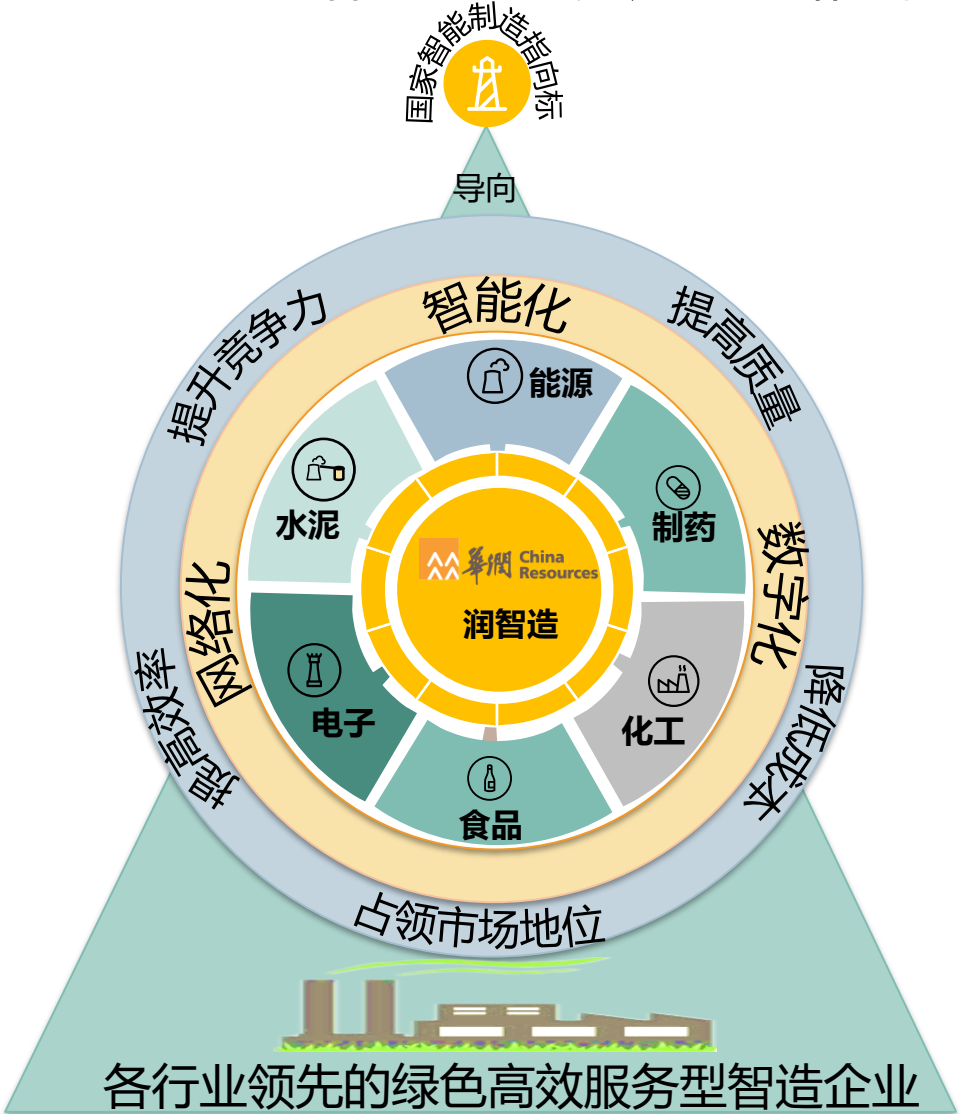 国家智能制造指向标
导向
智能化
提升竞争力
提高质量
能源
水泥
制药
華潤 China
Resources
润智造
网络化
数字化
电子
化工
食品
提高效率
降低成本
占领市场地位
各行业领先的绿色高效服务型智造企业